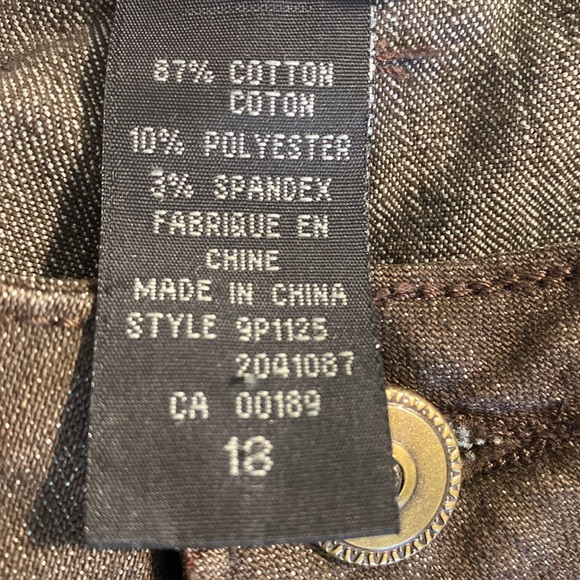 87% COTTON
COTON
10% POLYESTER
3% SPANDEX
FABRIQUE EN
CHINE
MADE IN CHINA
STYLE 9P1125
2041087
CA 00189
18